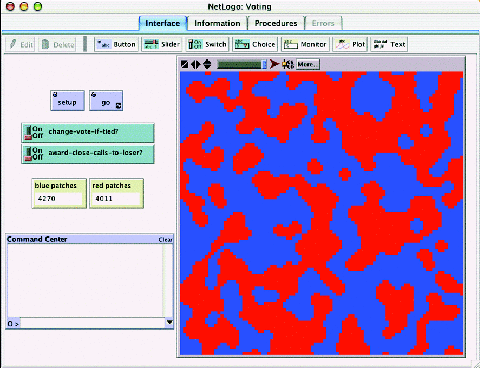 NetLogo: Voting
Interface Information Procedures Errors
Edit Delete Button Slider Switch Choice Monitor Plot Text
More...
setup go
On Off change-vote-if-tied?
On Off award-close-calls-to-loser?
blue patches red patches
4270 4011
Command Center Clear
O >